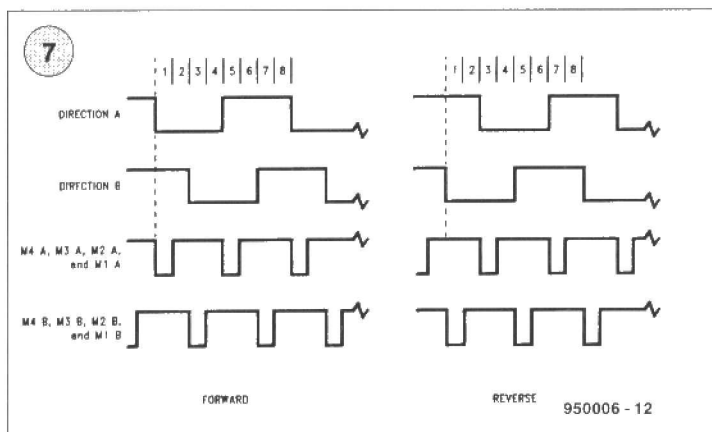 7
1 2 3 4 5 6 7 8
1 2 3 4 5 6 7 8
DIRECTION A
DIRECTION B
M4 A, M3 A, M2 A,
and M1 A
M4 B, M3 B, M2 B,
and M1 B
FORWARD
REVERSE
950006 - 12